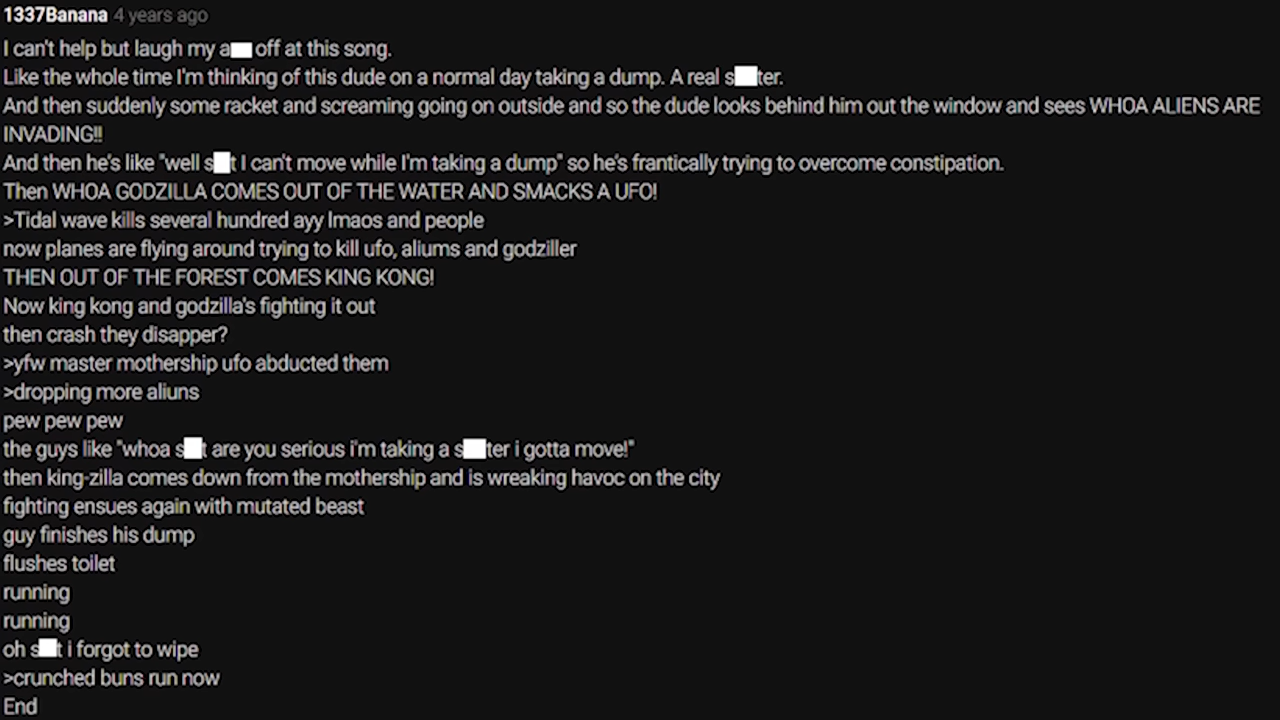 1337Banana 4 years ago
I can't help but laugh my a off at this song.
Like the whole time I'm thinking of this dude on a normal day taking a dump. A real s ter.
And then suddenly some racket and screaming going on outside and so the dude looks behind him out the window and sees WHOA ALIENS ARE
INVADING!!
And then he's like "well s t I can't move while I'm taking a dump" so he's frantically trying to overcome constipation.
Then WHOA GODZILLA COMES OUT OF THE WATER AND SMACKS A UFO!
>Tidal wave kills several hundred ayy lmaos and people
now planes are flying around trying to kill ufo, aliums and godziller
THEN OUT OF THE FOREST COMES KING KONG!
Now king kong and godzilla's fighting it out
then crash they disapper?
>yfw master mothership ufo abducted them
>dropping more aliuns
pew pew pew
the guys like "whoa s t are you serious i'm taking a s ter i gotta move!"
then king-zilla comes down from the mothership and is wreaking havoc on the city
fighting ensues again with mutated beast
guy finishes his dump
flushes toilet
running
running
oh s t i forgot to wipe
>crunched buns run now
End